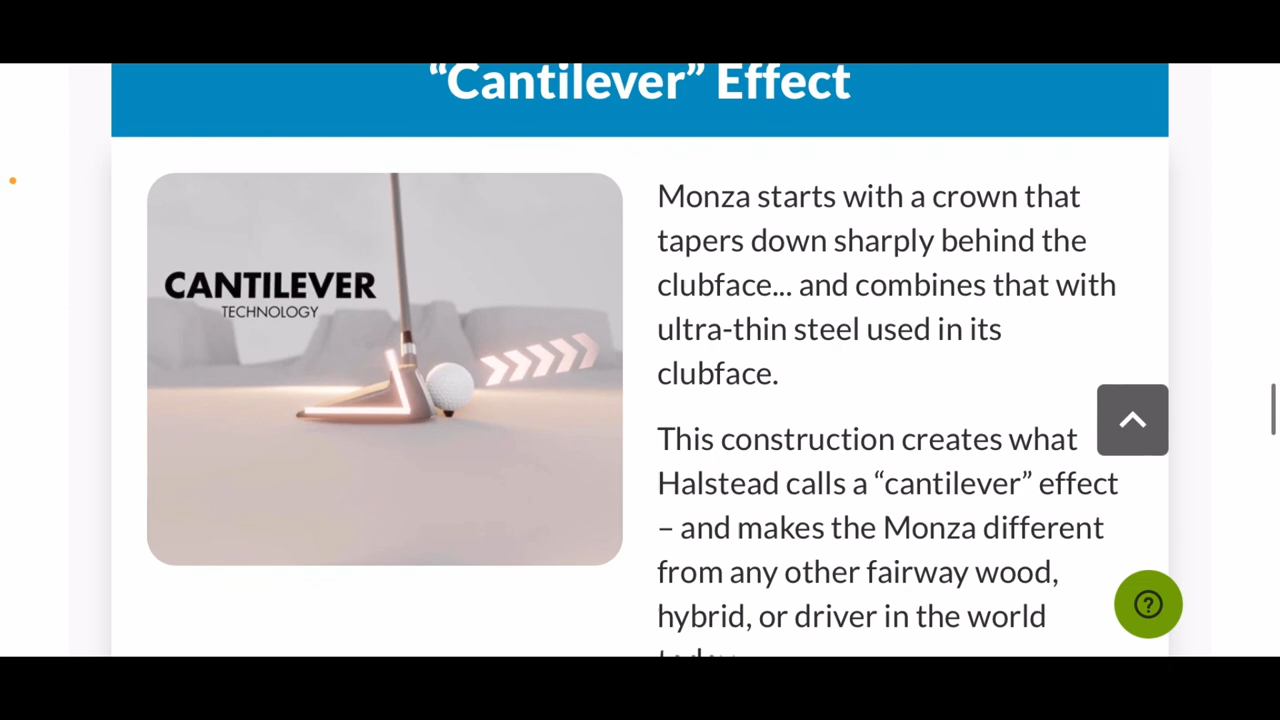 “Cantilever” Effect
CANTILEVER
TECHNOLOGY
Monza starts with a crown that
tapers down sharply behind the
clubface... and combines that with
ultra-thin steel used in its
clubface.
This construction creates what
Halstead calls a “cantilever” effect
– and makes the Monza different
from any other fairway wood,
hybrid, or driver in the world